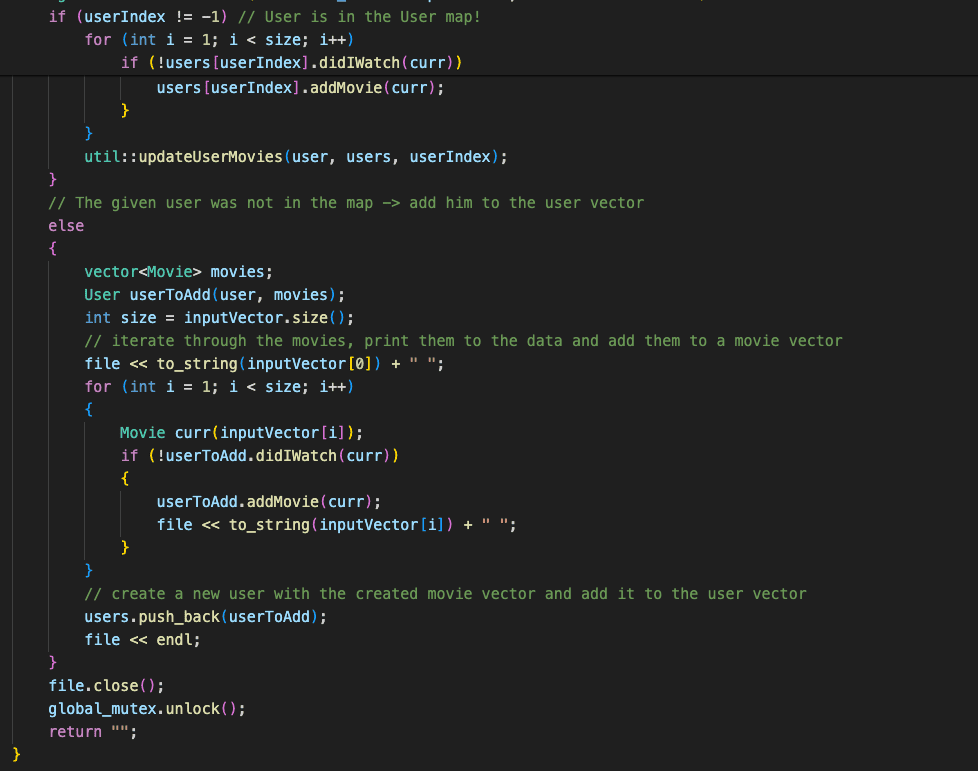 if (userIndex != -1) // User is in the User map!
for (int i = 1; i < size; i++)
if (!users[userIndex].didIWatch(curr))
users[userIndex].addMovie(curr);
}
}
util::updateUserMovies(user, users, userIndex);
}
// The given user was not in the map -> add him to the user vector
else
{
vector<Movie> movies;
User userToAdd(user, movies);
int size = inputVector.size();
// iterate through the movies, print them to the data and add them to a movie vector
file << to_string(inputVector[0]) + " ";
for (int i = 1; i < size; i++)
{
Movie curr(inputVector[i]);
if (!userToAdd.didIWatch(curr))
{
userToAdd.addMovie(curr);
file << to_string(inputVector[i]) + " ";
}
}
// create a new user with the created movie vector and add it to the user vector
users.push_back(userToAdd);
file << endl;
}
file.close();
global_mutex.unlock();
return "";
}